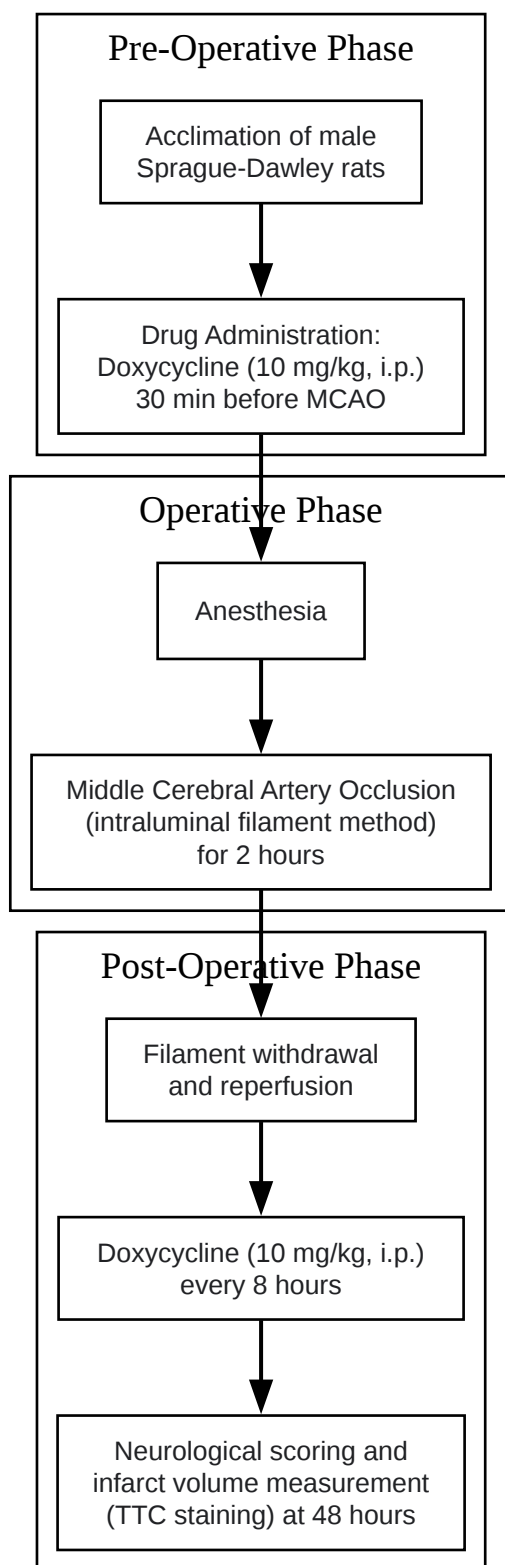 Pre-Operative Phase
Acclimation of male
Sprague-Dawley rats
Drug Administration:
Doxycycline (10 mg/kg, i.p.)
30 min before MCAO
Operative Phase
Anesthesia
Middle Cerebral Artery Occlusion
(intraluminal filament method)
for 2 hours
Post-Operative Phase
Filament withdrawal
and reperfusion
Doxycycline (10 mg/kg, i.p.)
every 8 hours
Neurological scoring and
infarct volume measurement
(TTC staining) at 48 hours